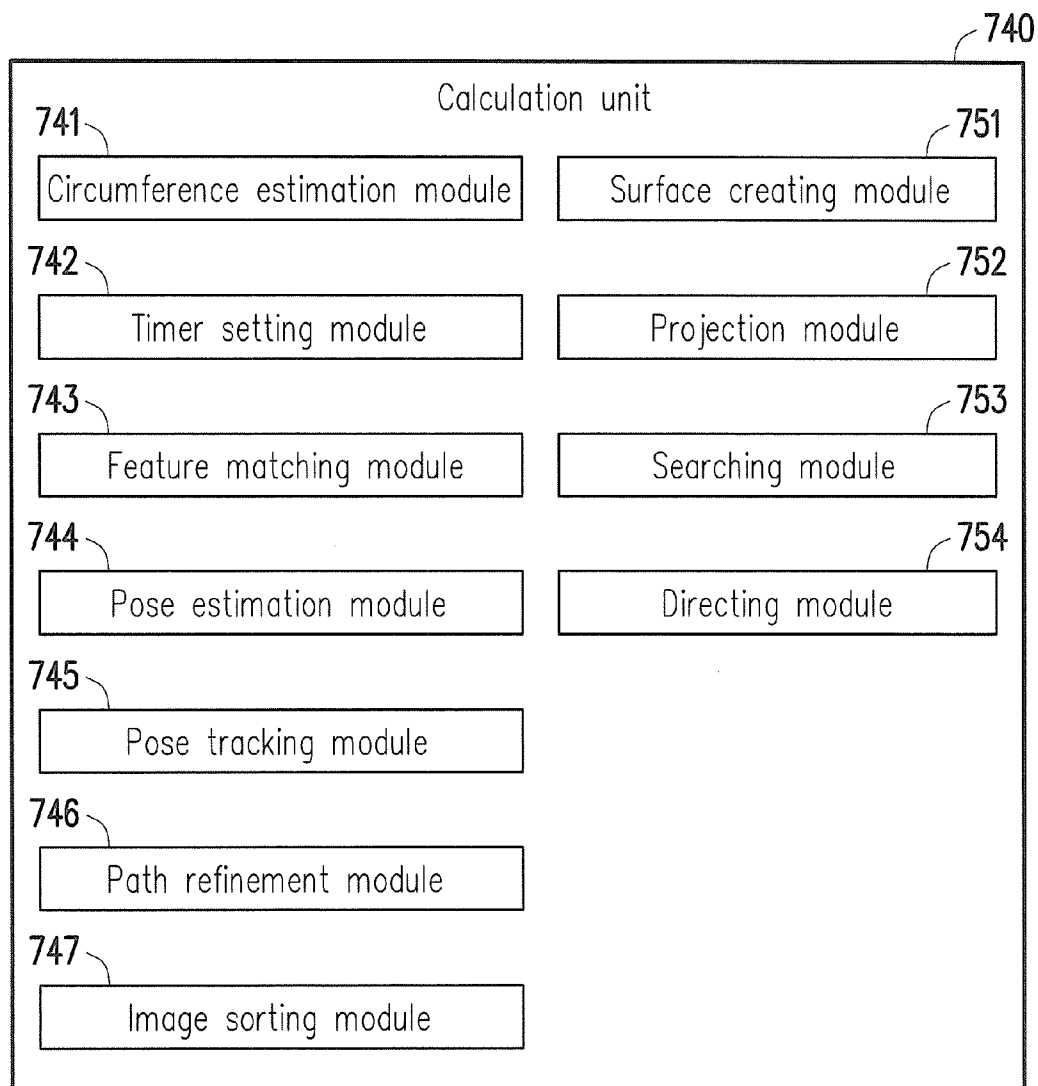 740
Calculation unit
741
Circumference estimation module
751
Surface creating module
742
Timer setting module
752
Projection module
743
Feature matching module
753
Searching module
744
Pose estimation module
754
Directing module
745
Pose tracking module
746
Path refinement module
747
Image sorting module